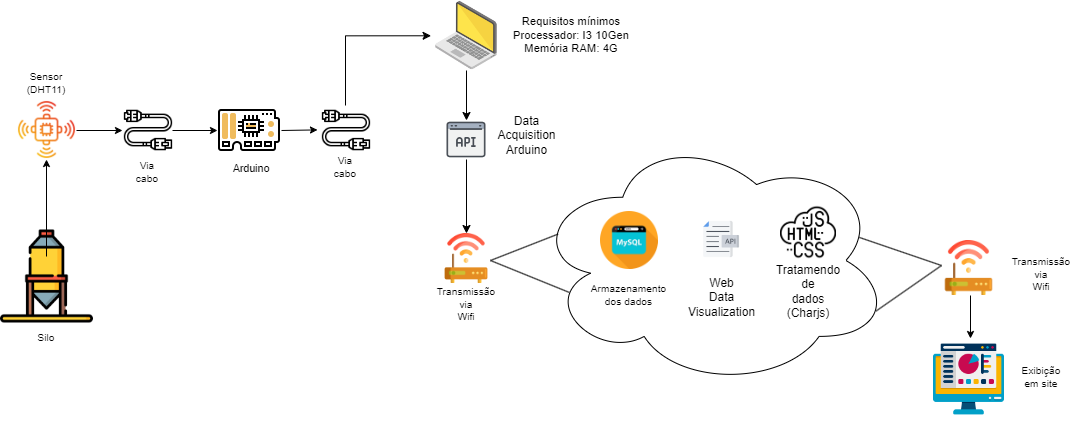 Requisitos mínimos
Processador: I3 10Gen
Memória RAM: 4G
Sensor
(DHT11)
Via
cabo
Arduino
Via
cabo
API
Data
Acquisition
Arduino
Transmissão
via
Wifi
Silo
MySQL
Armazenamento
dos dados
API
Web
Data
Visualization
JS
HTML
CSS
Tratamendo
de
dados
(Charjs)
Transmissão
via
Wifi
Exibição
em site